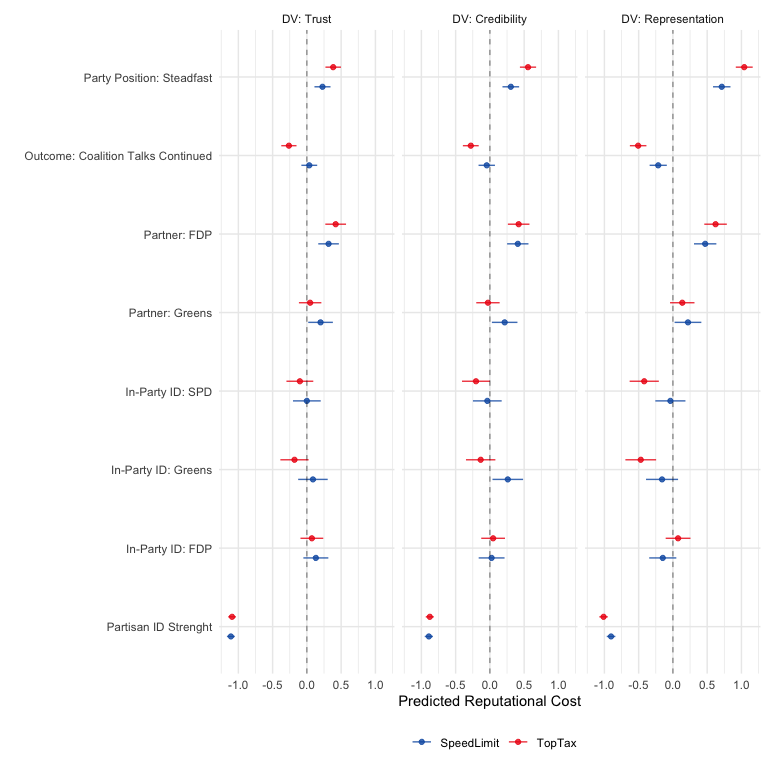 DV: Trust DV: Credibility DV: Representation
Party Position: Steadfast
Outcome: Coalition Talks Continued
Partner: FDP
Partner: Greens
In-Party ID: SPD
In-Party ID: Greens
In-Party ID: FDP
Partisan ID Strenght
-1.0 -0.5 0.0 0.5 1.0 -1.0 -0.5 0.0 0.5 1.0 -1.0 -0.5 0.0 0.5 1.0
Predicted Reputational Cost
SpeedLimit TopTax